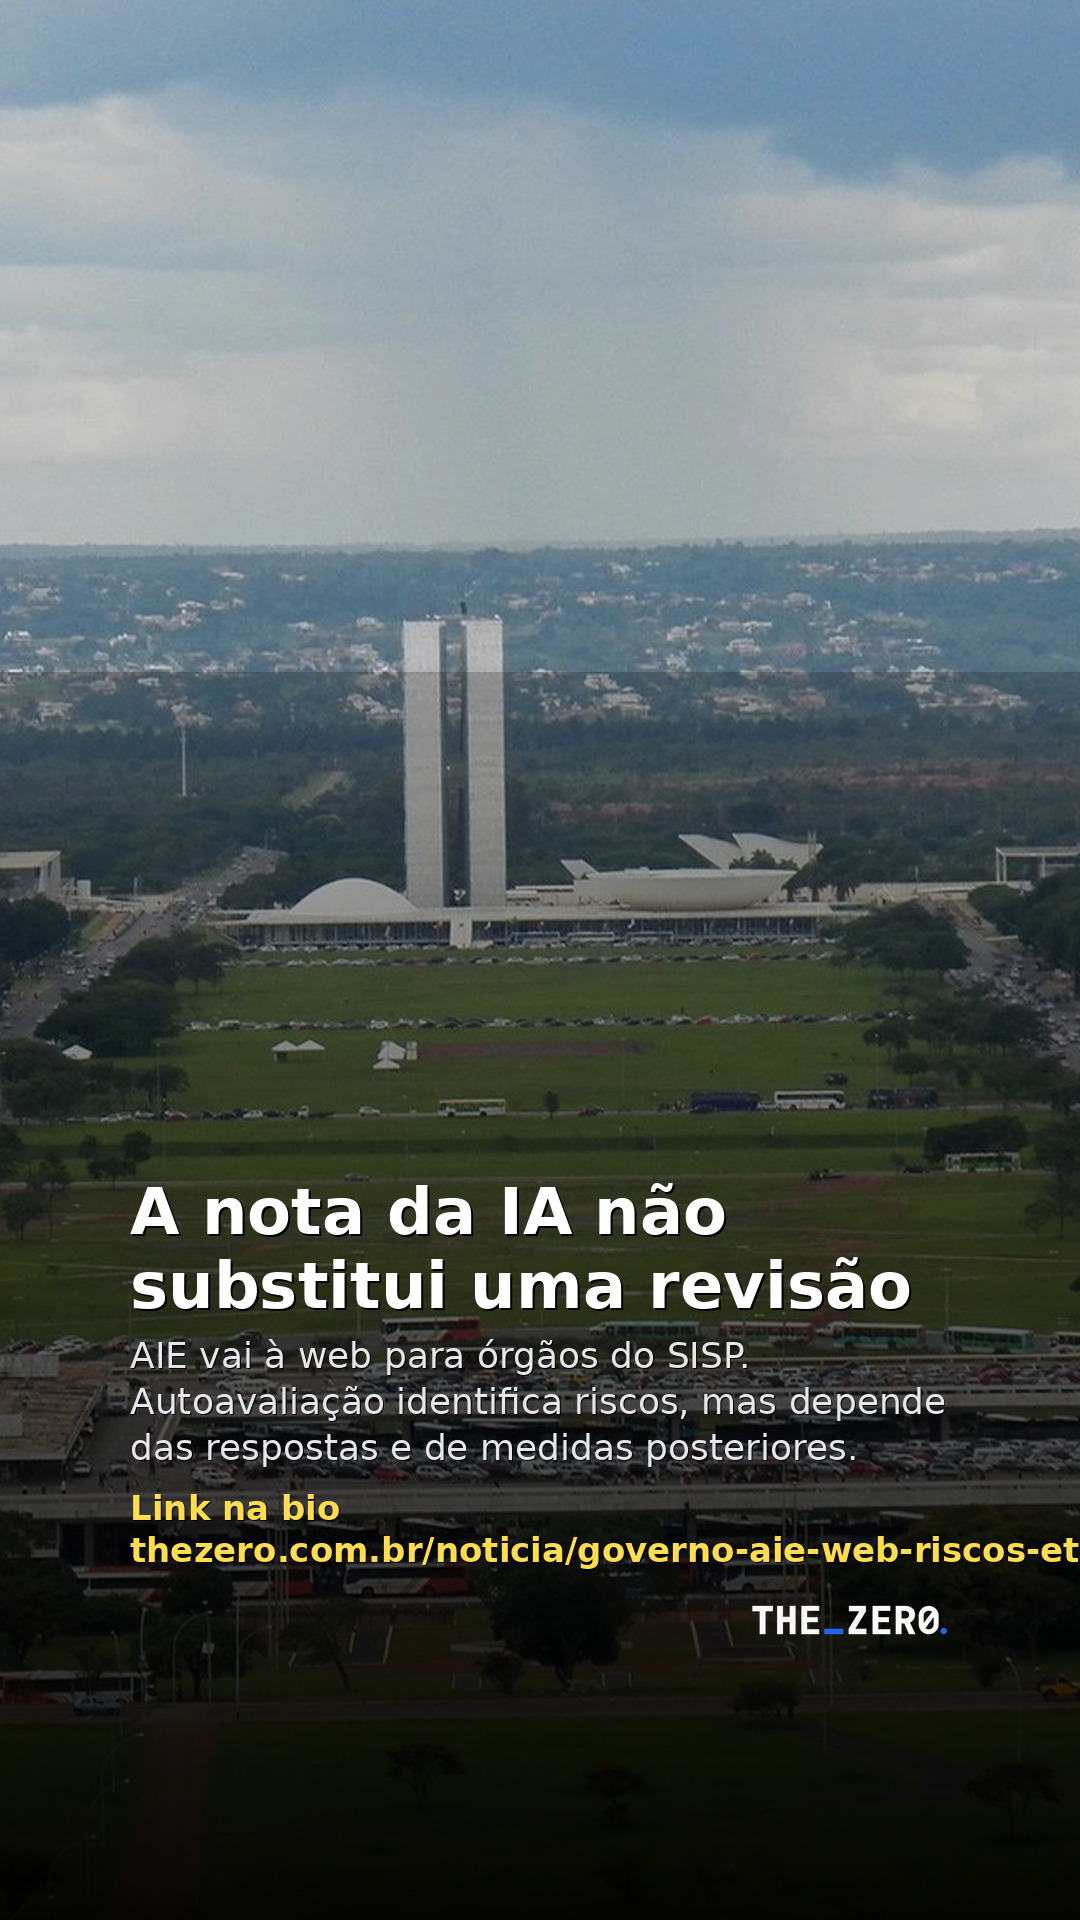 A nota da IA não
substitui uma revisão
AIE vai à web para órgãos do SISP.
Autoavaliação identifica riscos, mas depende
das respostas e de medidas posteriores.
Link na bio
thezero.com.br/noticia/governo-aie-web-riscos-et
THE_ZERO.